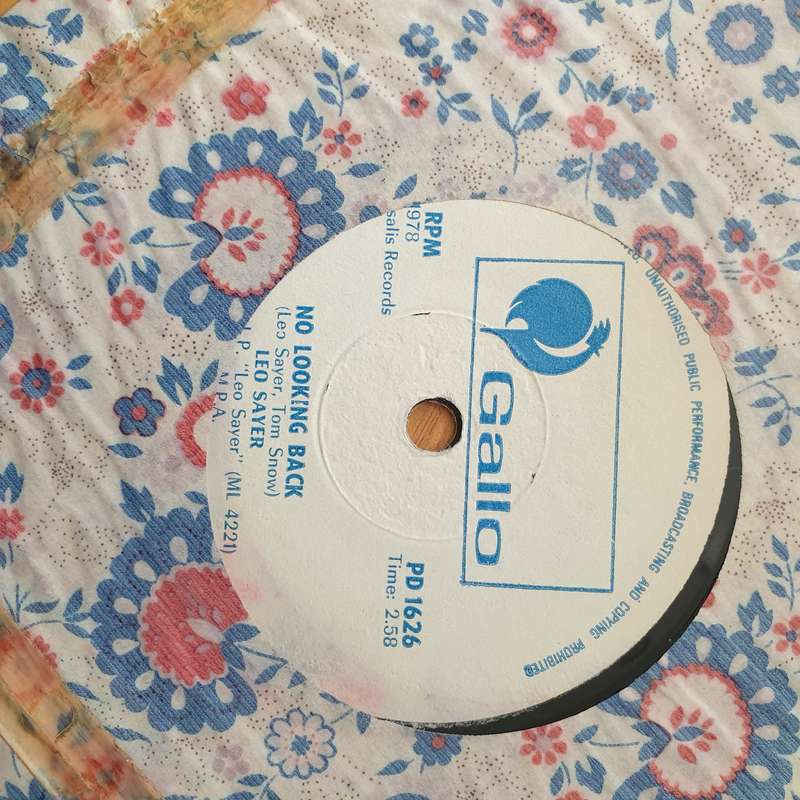 UNAUTHORISED PUBLIC PERFORMANCE, BROADCASTING AND COPYING PROHIBITED
Gallo
RPM
1978
salis Records
PD 1626
Time: 2.58
NO LOOKING BACK
(Leo Sayer, Tom Snow)
LEO SAYER
L.P. "Leo Sayer" (ML 4221)
M.P.A.